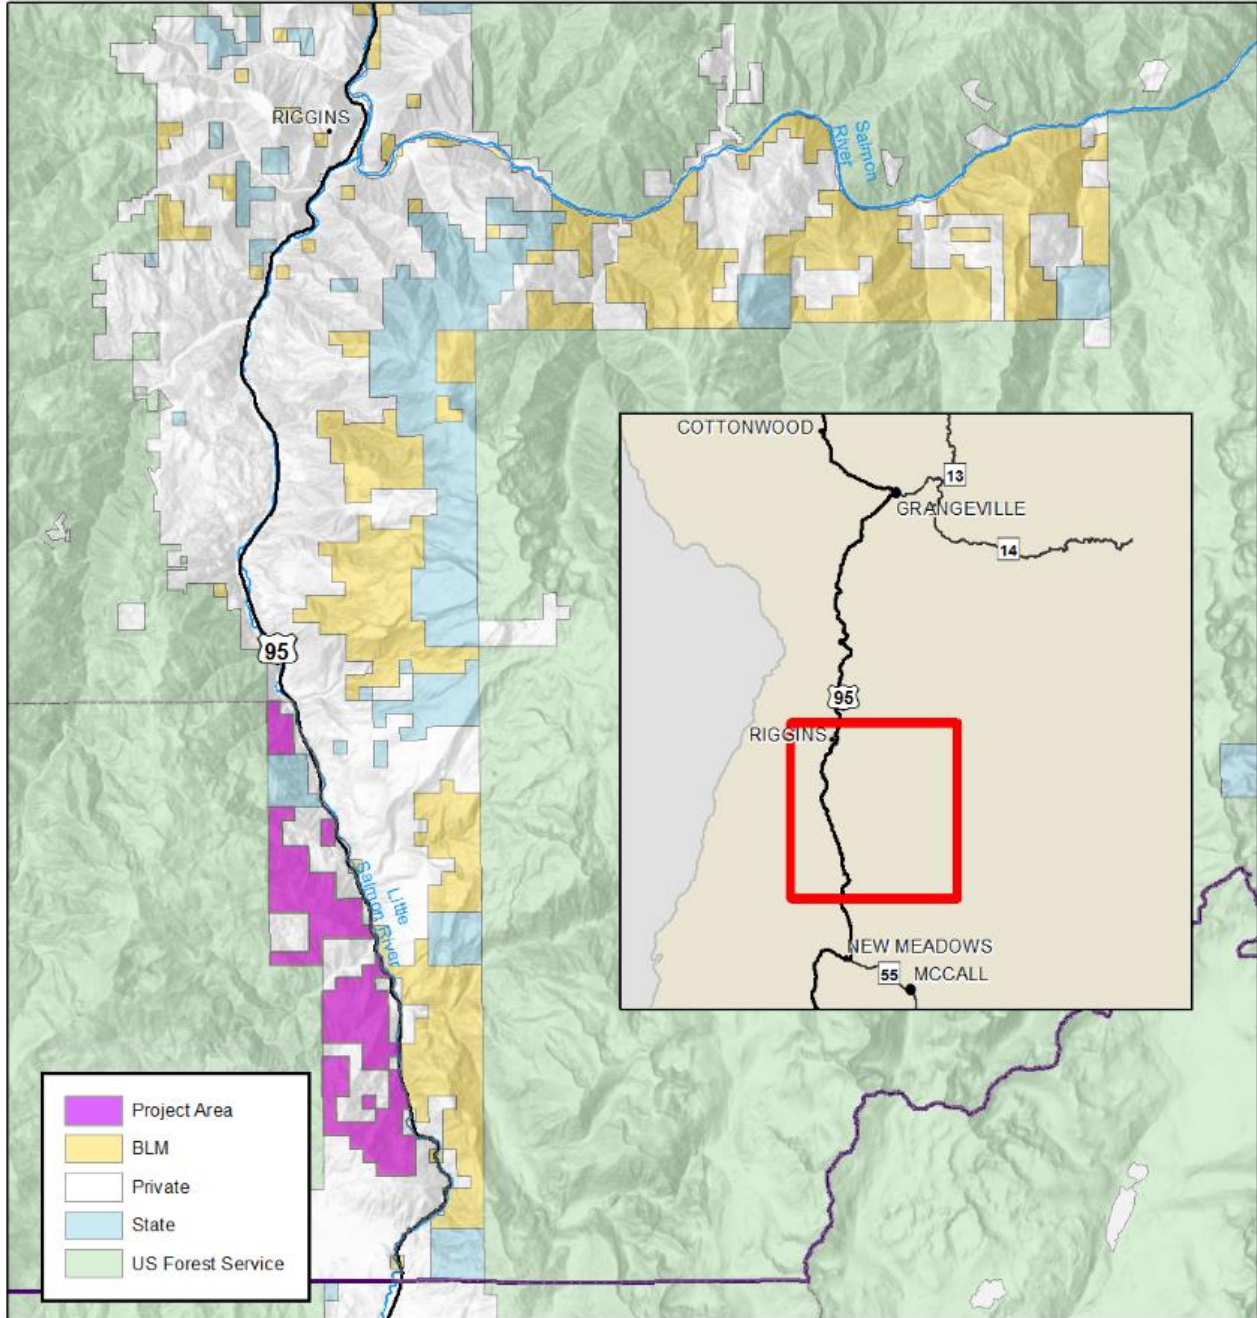 RIGGINS
Salmon
River
COTTONWOOD
13
GRANGEVILLE
14
95
95
RIGGINS
Little
Salmon River
NEW MEADOWS
55
MCCALL
Project Area
BLM
Private
State
US Forest Service